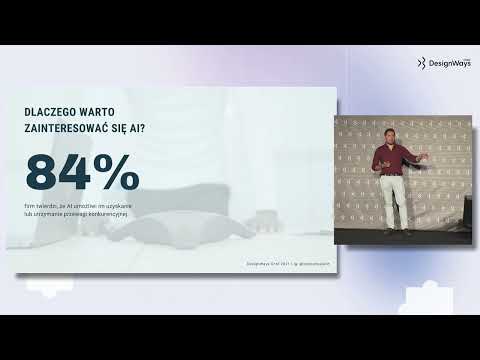 DesignWays
DLACZEGO WARTO
ZAINTERESOWAĆ SIĘ AI?
84%
firm twierdzi, że AI umożliwi im uzyskanie
lub utrzymanie przewagi konkurencyjnej.
DesignWays Conf 2021 |